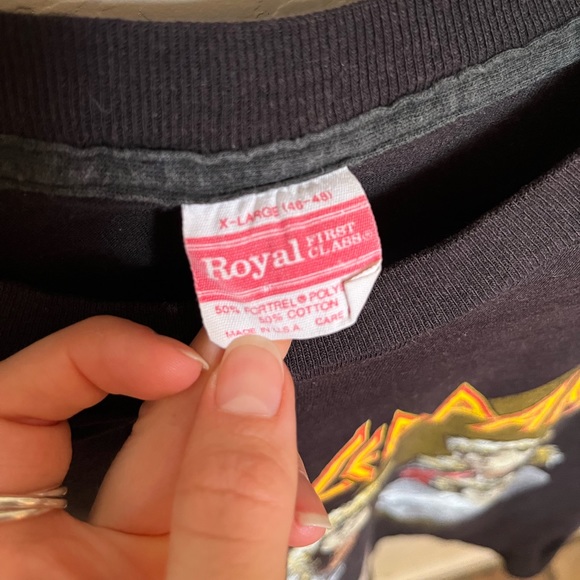 X-LARGE (46-48)
Royal FIRST CLASS®
50% FORTREL® POLY
50% COTTON
MADE IN U.S.A. CARE